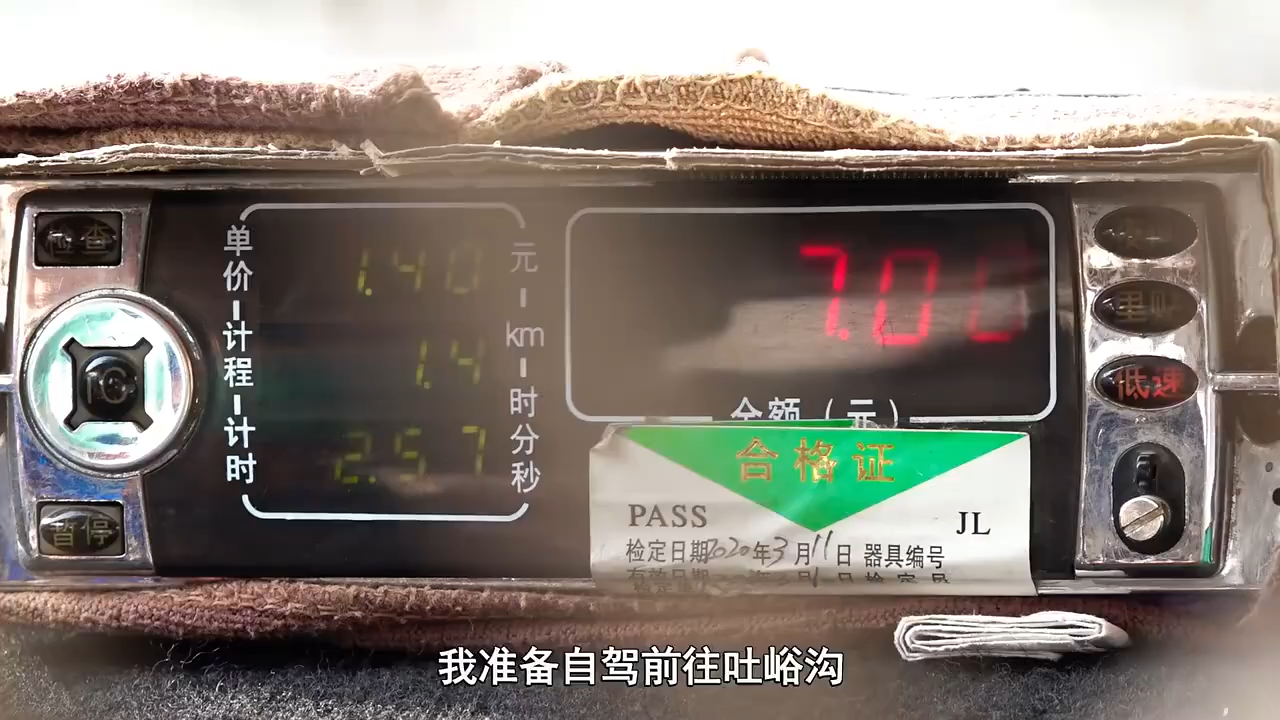 检查
单价
计程
计时
1.40 元
1.4 km
2.57 时分秒
7.00
金额（元）
低速
暂停
合格证
PASS
JL
检定日期2020年3月11日 器具编号
我准备自驾前往吐峪沟